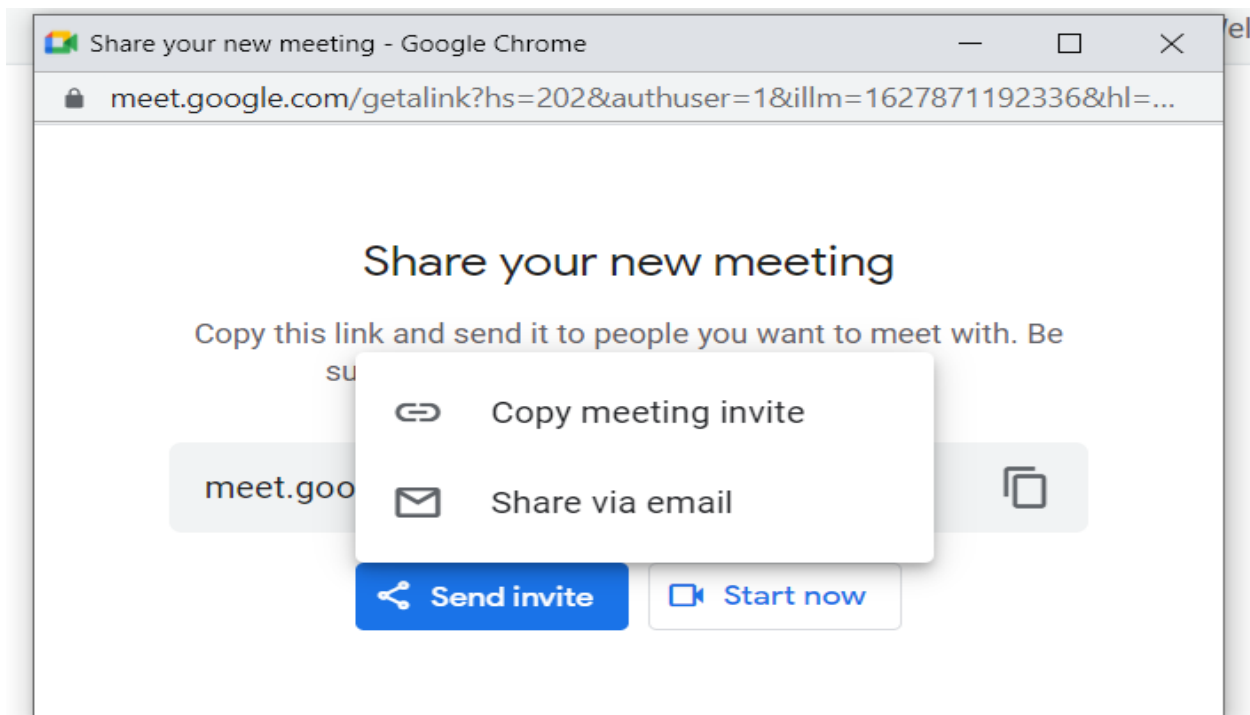 Share your new meeting - Google Chrome
meet.google.com/getalink?hs=202&authuser=1&illm=1627871192336&hl=...
Share your new meeting
Copy this link and send it to people you want to meet with. Be
Copy meeting invite
meet.goo
Share via email
Send invite
Start now